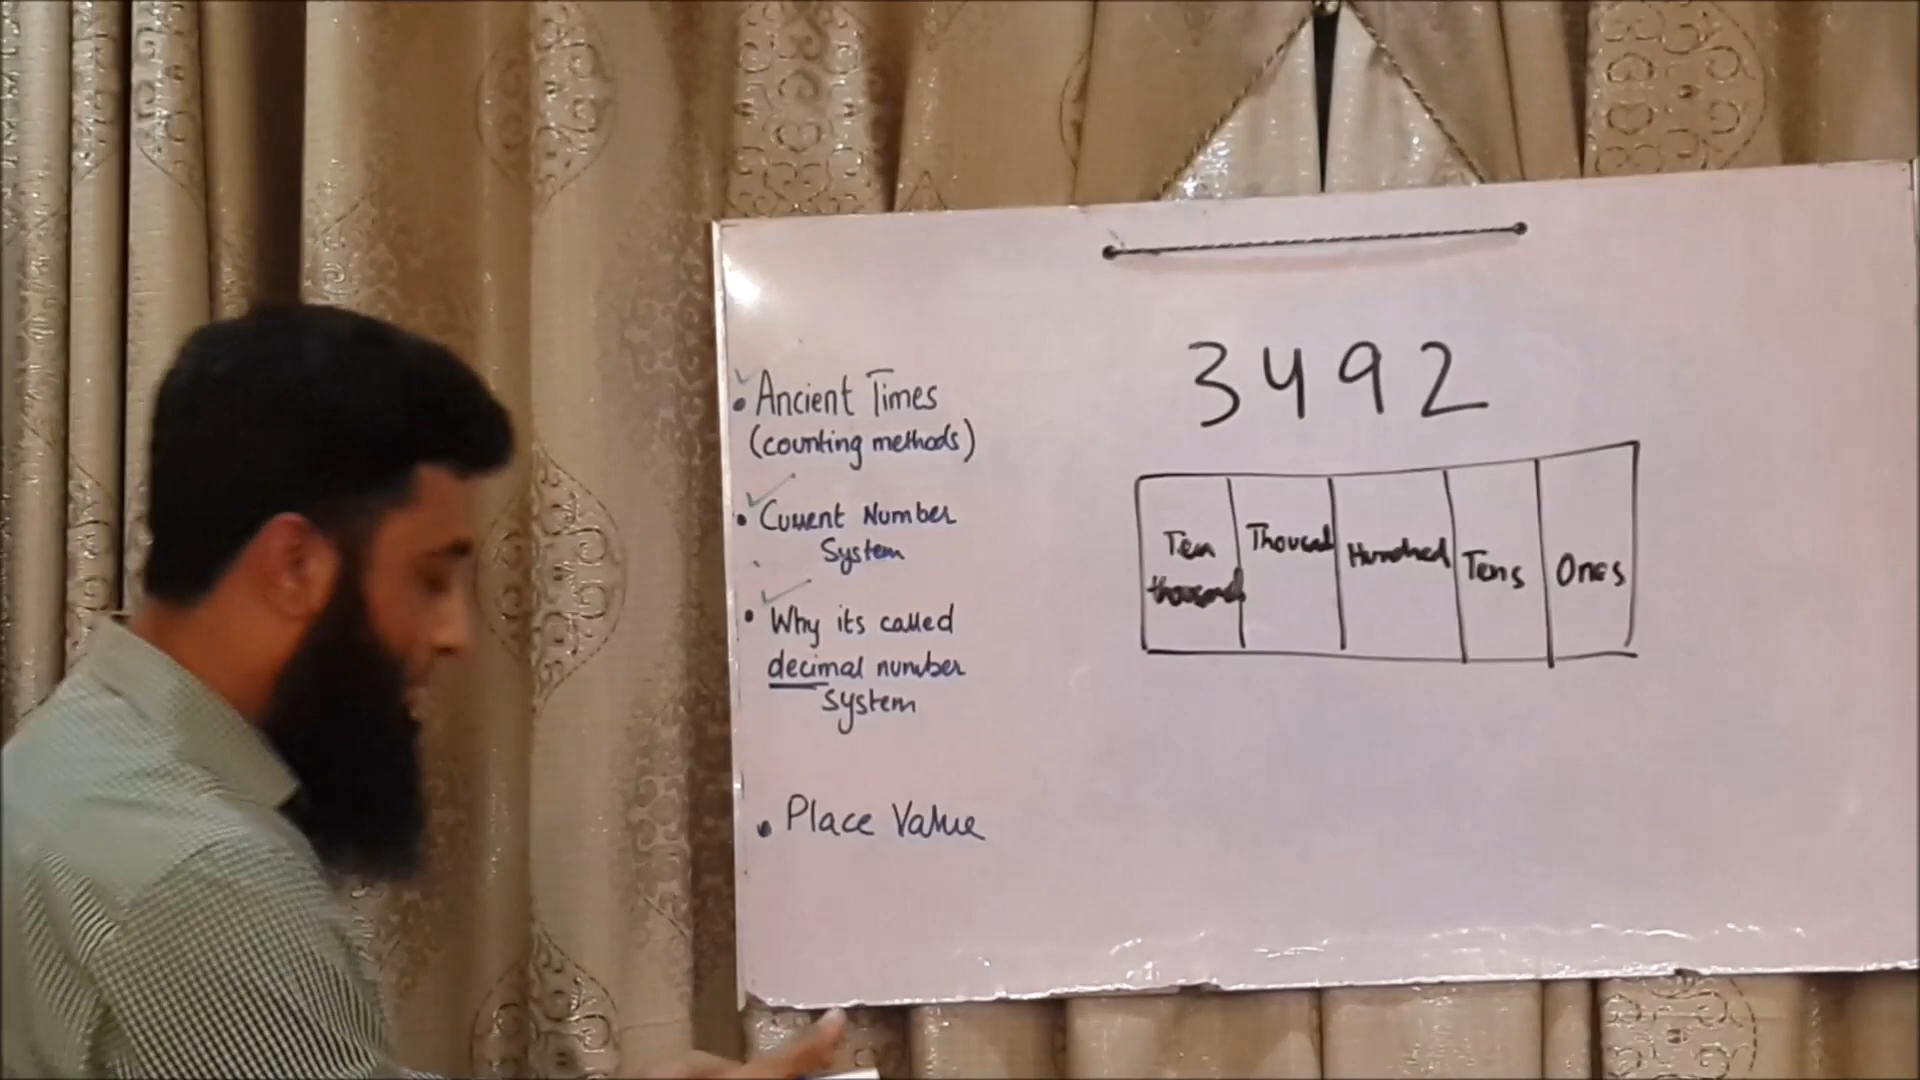 • Ancient Times
(counting methods)
• Current Number
System
• Why its called
decimal number
system
• Place Value
3492
Ten
thousand
Thousand
Hundred
Tens
Ones